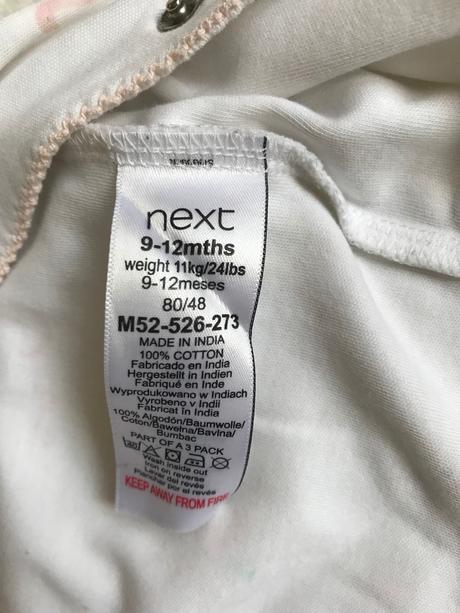 next
9-12mths
weight 11kg/24lbs
9-12meses
80/48
M52-526-273
MADE IN INDIA
100% COTTON
Fabricado en India
Hergestellt in Indien
Fabriqué en Inde
Wyprodukowano w Indiach
Vyrobeno v Indii
Fabricat in India
100% Algodón/Baumwolle/
Coton/Bawełna/Bavlna/
Bumbac
PART OF A 3 PACK
Wash inside out
Iron on reverse
Lavar del revés
Planchar por el revés
KEEP AWAY FROM FIRE